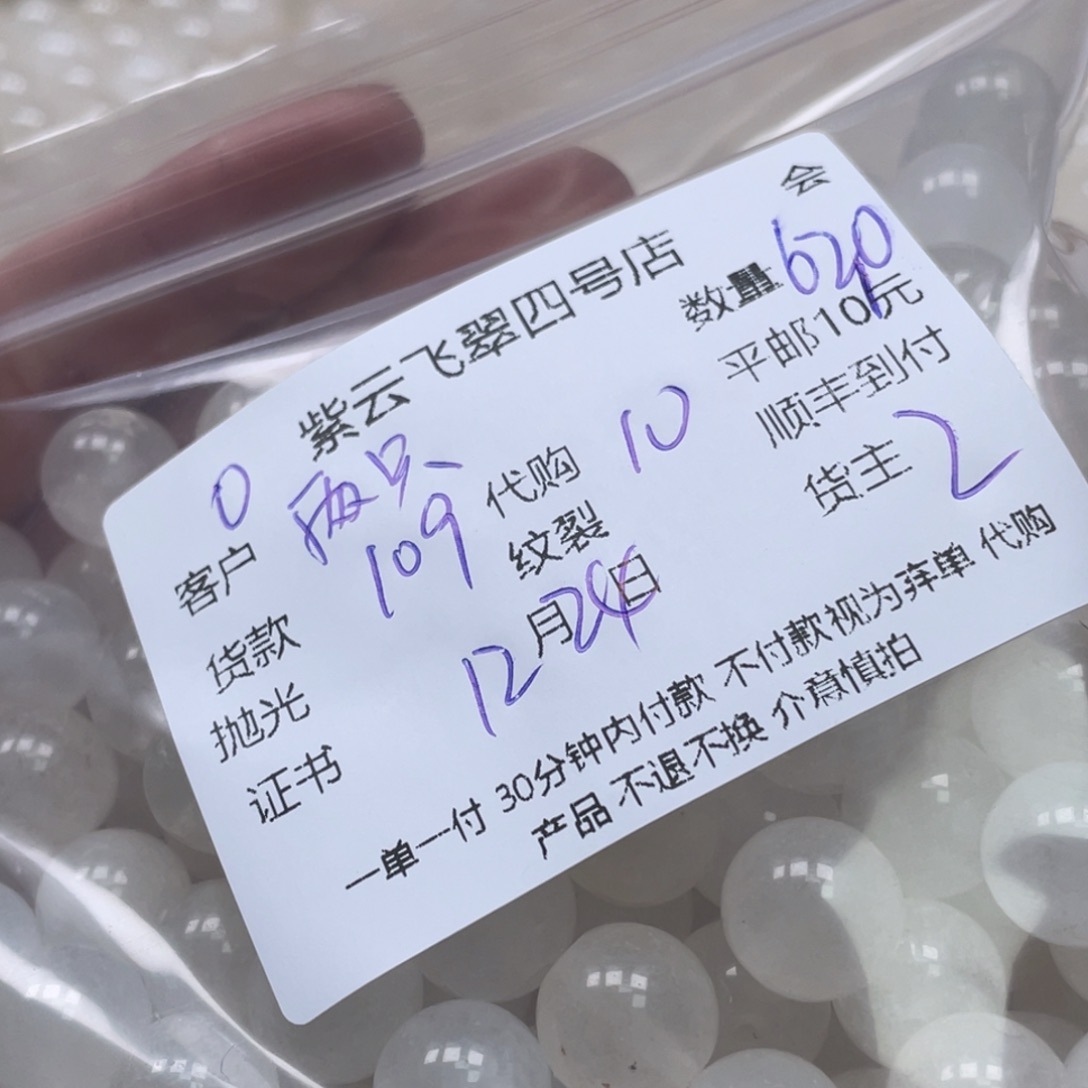 会
紫云飞翠四号店
数量 620
平邮10元
顺丰到付
货主 2
0
客户 两只
代购 10
货款 109
纹裂
抛光
12月24日
证书
一单一付 30分钟内付款 不付款视为弃单 代购
产品 不退不换 介意慎拍